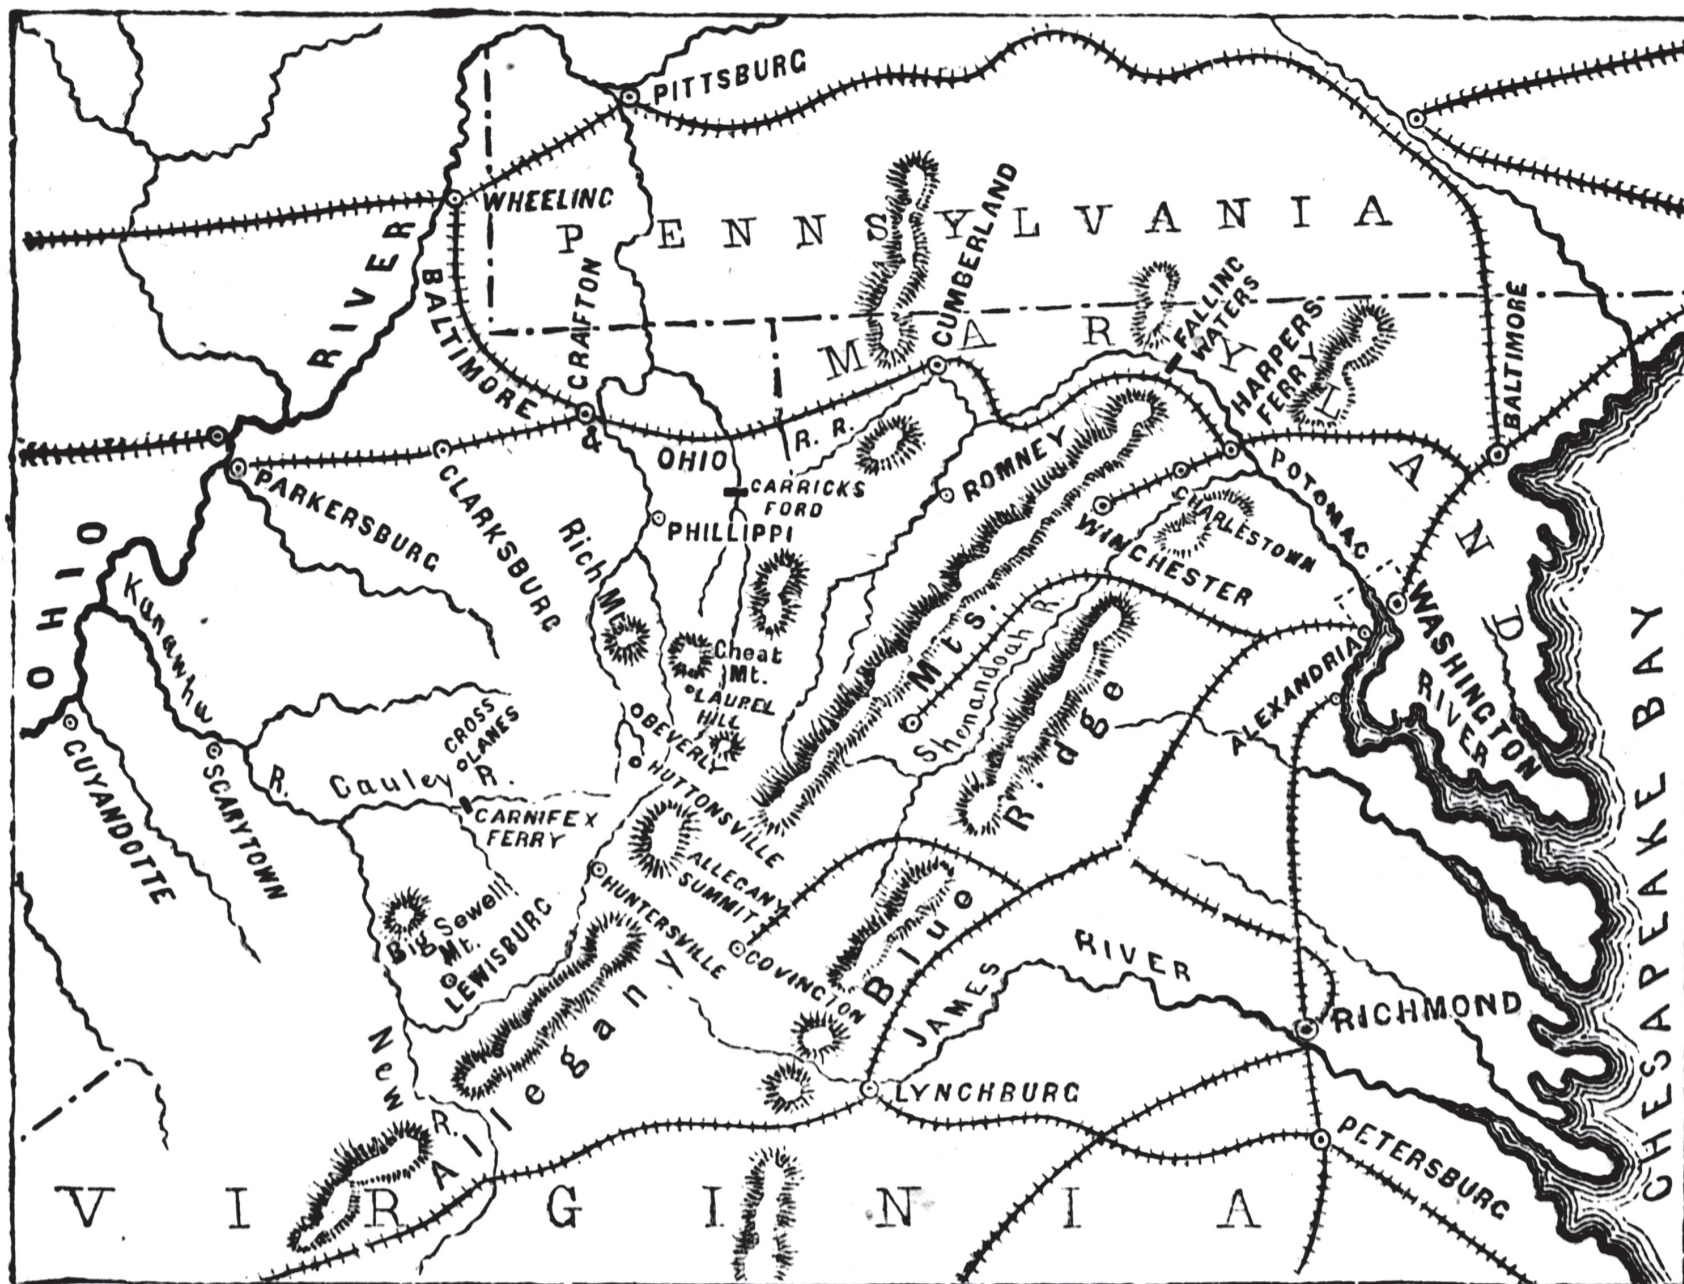 PITTSBURG
WHEELING
PENNSYLVANIA
RIVER
BALTIMORE
GRAFTON
CUMBERLAND
FALLING
WATERS
HARPERS
FERRY
BALTIMORE
MARYLAND
&
OHIO
R. R.
CARRICKS
FORD
ROMNEY
POTOMAC
PARKERSBURG
CLARKSBURG
PHILLIPPI
Rich Mt.
CHARLESTOWN
WINCHESTER
OHIO
Kanawha
R.
Cheat
Mt.
LAUREL
HILL
Mts.
Shenandoah R.
WASHINGTON
RIVER
ALEXANDRIA
CHESAPEAKE BAY
GUYANDOTTE
SCARYTOWN
CROSS
LANES
Gauley R.
BEVERLY
HUTTONSVILLE
CARNIFEX
FERRY
ALLEGANY
SUMMIT
HUNTERSVILLE
Blue Ridge
Big Sewell
Mt.
LEWISBURG
COVINGTON
JAMES RIVER
RICHMOND
New R.
Allegany
LYNCHBURG
PETERSBURG
VIRGINIA